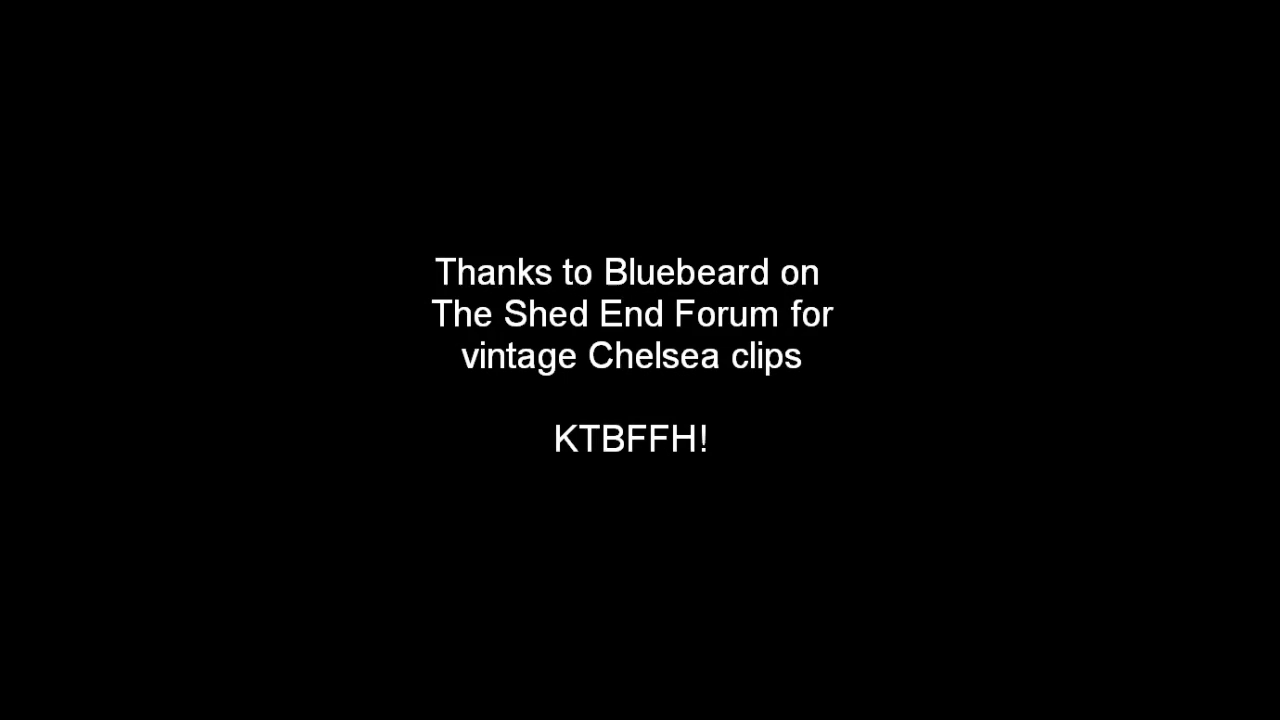 Thanks to Bluebeard on
The Shed End Forum for
vintage Chelsea clips
KTBFFH!